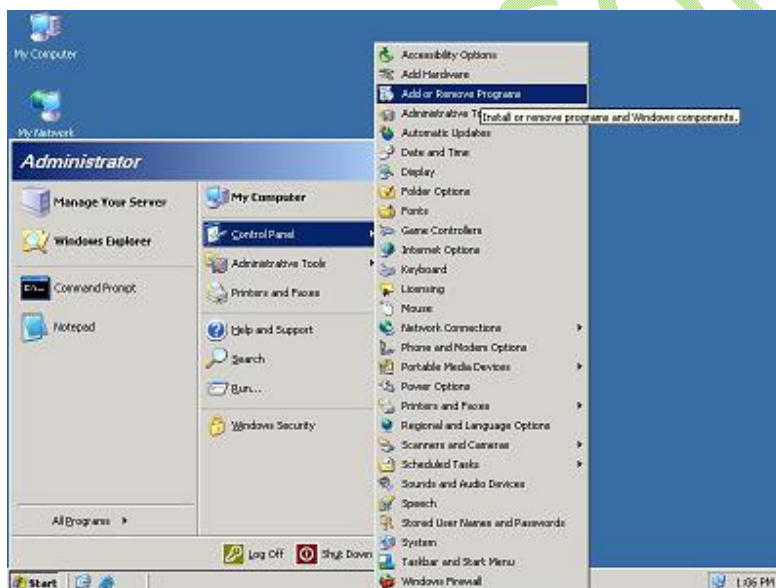 My Computer
My Network
Administrator
Manage Your Server
Windows Explorer
Command Prompt
Notepad
All Programs
My Computer
Control Panel
Administrative Tools
Printers and Faxes
Help and Support
Search
Run...
Windows Security
Log Off
Shut Down
Accessibility Options
Add Hardware
Add or Remove Programs
Administrative T
Install or remove programs and Windows components.
Automatic Updates
Date and Time
Display
Folder Options
Fonts
Game Controllers
Internet Options
Keyboard
Licensing
Mouse
Network Connections
Phone and Modem Options
Portable Media Devices
Power Options
Printers and Faxes
Regional and Language Options
Scanners and Cameras
Scheduled Tasks
Sounds and Audio Devices
Speech
Stored User Names and Passwords
System
Taskbar and Start Menu
Windows Firewall
Start
1:06 PM